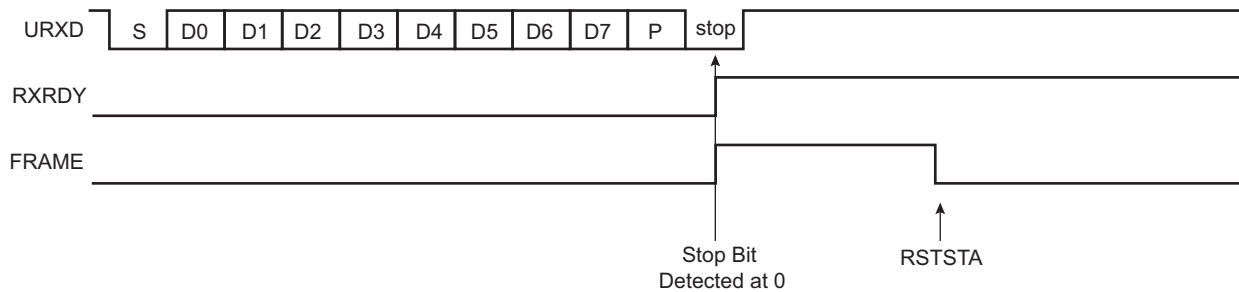 URXD S D0 D1 D2 D3 D4 D5 D6 D7 P stop
RXRDY
FRAME
Stop Bit
Detected at 0
RSTSTA